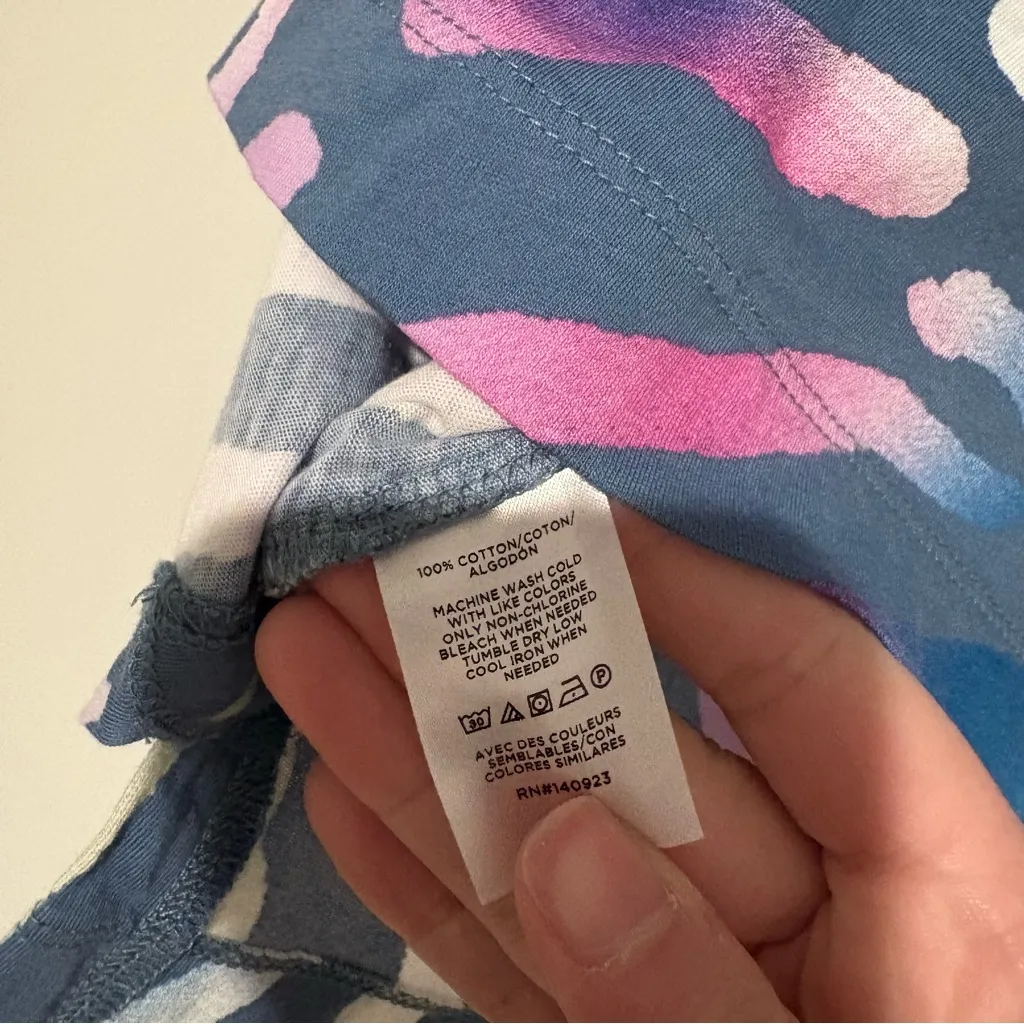 100% COTTON/COTON/
ALGODÓN
MACHINE WASH COLD
WITH LIKE COLORS
ONLY NON-CHLORINE
BLEACH WHEN NEEDED
TUMBLE DRY LOW
COOL IRON WHEN
NEEDED
30 P
AVEC DES COULEURS
SEMBLABLES/CON
COLORES SIMILARES
RN#140923